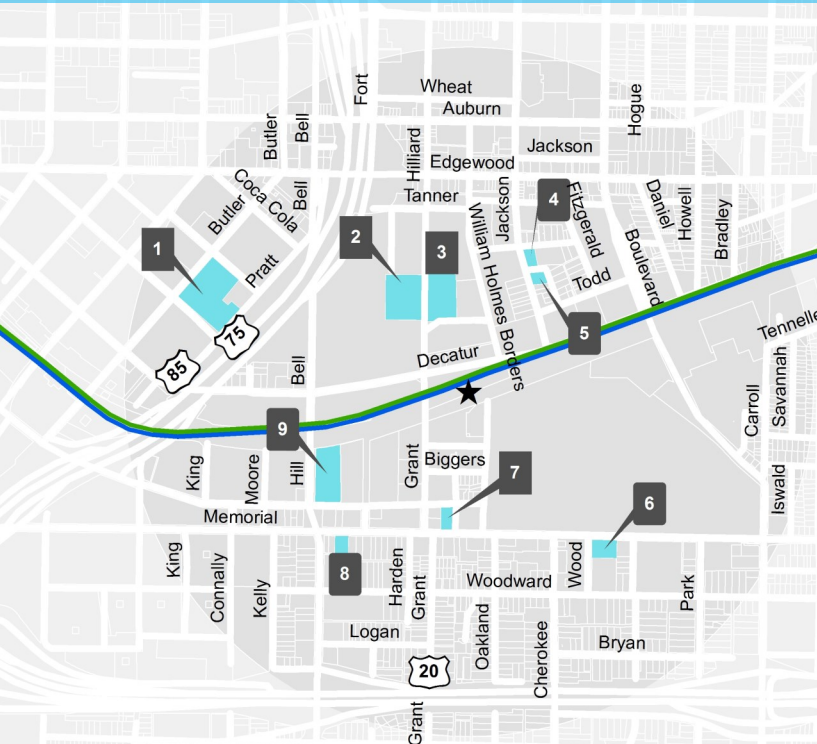 Wheat
Fort
Auburn
Hogue
Butler
Bell
Hilliard
Jackson
Edgewood
Coca Cola
Bell
Tanner
Jackson
4
Fitzgerald
Daniel
Howell
Bradley
Butler
William Holmes Borders
1
2
3
Boulevard
Pratt
Todd
75
5
Tennelle
85
Decatur
Bell
Savannah
Carroll
9
Grant
Biggers
7
King
Moore
Hill
Iswald
6
Memorial
King
Connally
Kelly
8
Harden
Grant
Woodward
Wood
Park
Logan
Oakland
Cherokee
Bryan
20
Grant